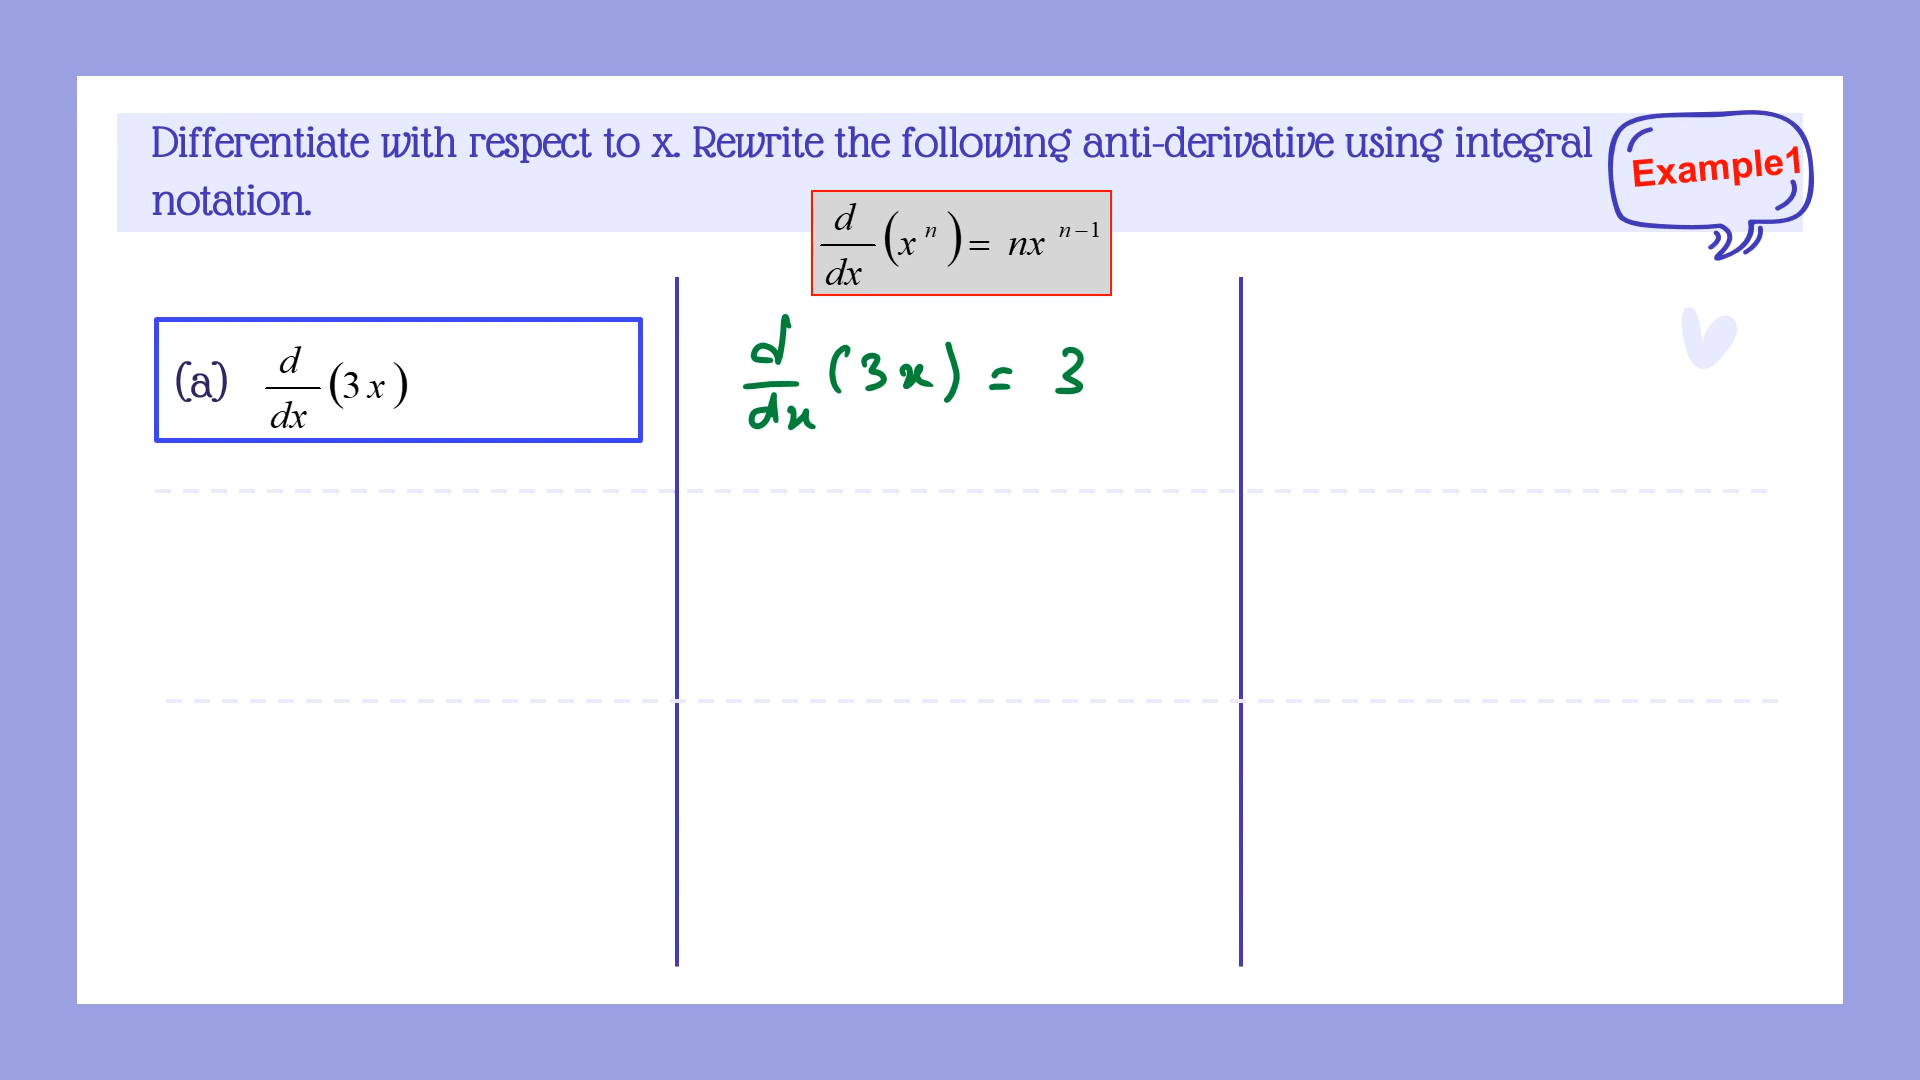 Differentiate with respect to x. Rewrite the following anti-derivative using integral
notation.
Example1
d/dx (x^n) = nx^(n−1)
(a) d/dx (3x)
d/dx (3x) = 3